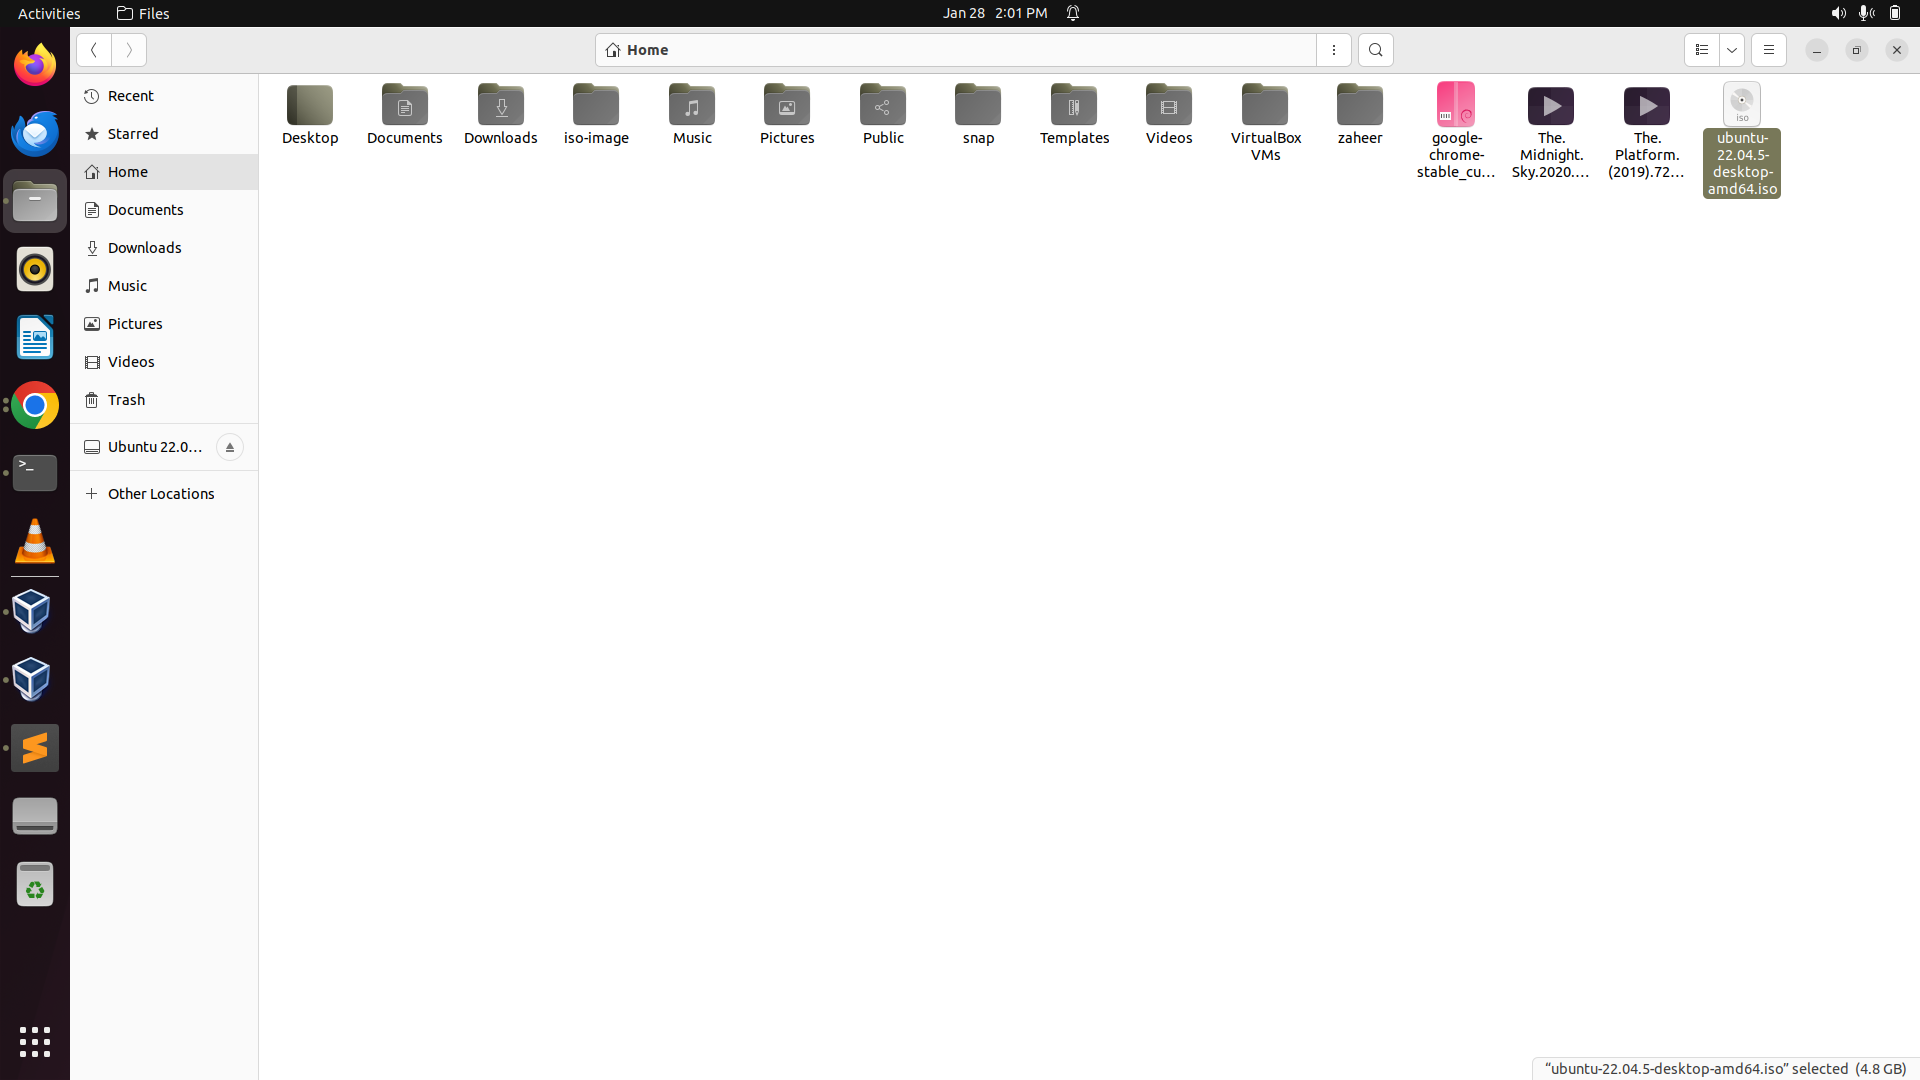 Activities
Files
Jan 28 2:01 PM
Home
Recent
Starred
Home
Documents
Downloads
Music
Pictures
Videos
Trash
Ubuntu 22.0...
Other Locations
Desktop
Documents
Downloads
iso-image
Music
Pictures
Public
snap
Templates
Videos
VirtualBox
VMs
zaheer
google-
chrome-
stable_cu...
The.
Midnight.
Sky.2020....
The.
Platform.
(2019).72...
iso
ubuntu-
22.04.5-
desktop-
amd64.iso
>_
“ubuntu-22.04.5-desktop-amd64.iso” selected (4.8 GB)